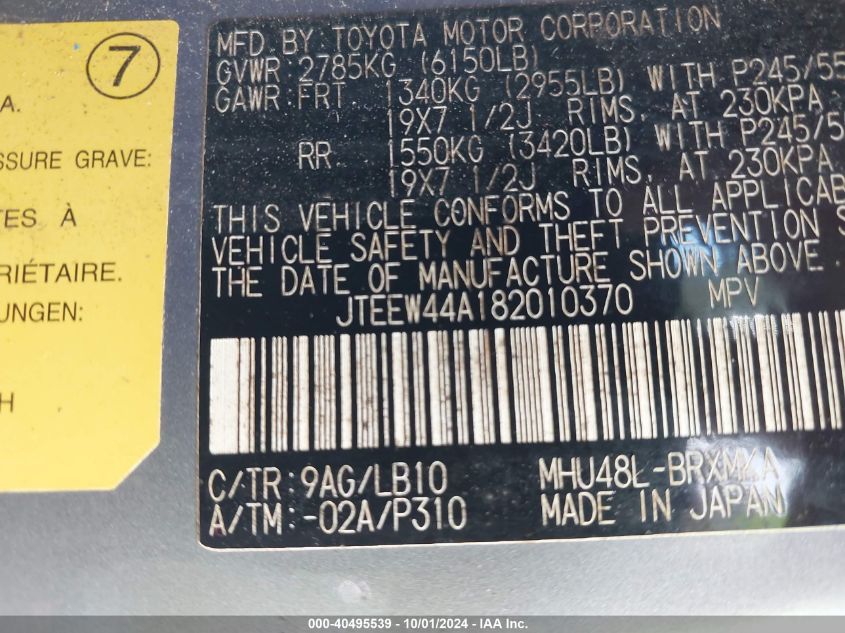 7
A.
SSURE GRAVE:
TES À
RIÉTAIRE.
UNGEN:
H
MFD. BY: TOYOTA MOTOR CORPORATION
GVWR: 2785KG (6150LB)
GAWR: FRT 1340KG (2955LB) WITH P245/55
19X7 1/2J RIMS, AT 230KPA
RR 1550KG (3420LB) WITH P245/5
19X7 1/2J RIMS, AT 230KPA
THIS VEHICLE CONFORMS TO ALL APPLICAB
VEHICLE SAFETY AND THEFT PREVENTION S
THE DATE OF MANUFACTURE SHOWN ABOVE.
JTEEW44A182010370 MPV
C/TR: 9AG/LB10 MHU48L-BRXMKA
A/TM: -02A/P310 MADE IN JAPAN
000-40495539 - 10/01/2024 - Copyright © 2024 IAA, Inc.